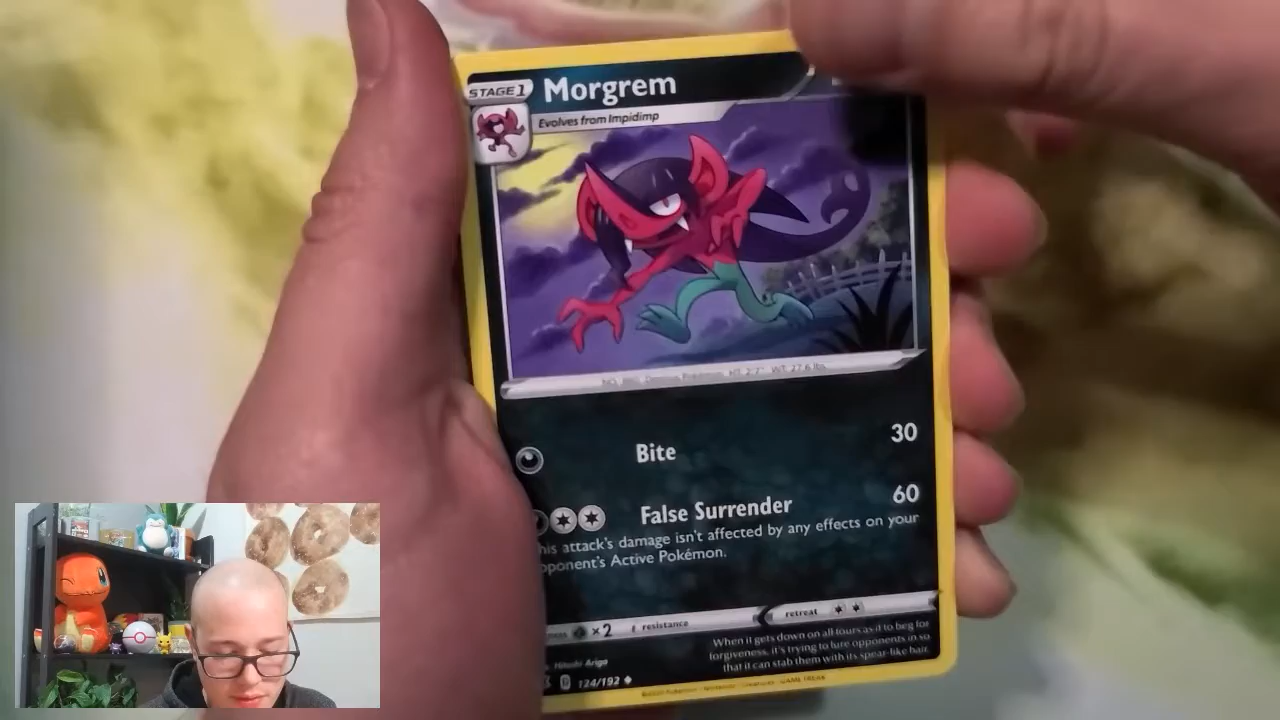 STAGE 1 Morgrem
Evolves from Impidimp
Bite 30
False Surrender 60
his attack's damage isn't affected by any effects on your
pponent's Active Pokémon.
×2 resistance retreat
When it gets down on all fours as if to beg for
forgiveness, it's trying to lure opponents in so
that it can stab them with its spear-like hair.
Hitoshi Ariga
124/192